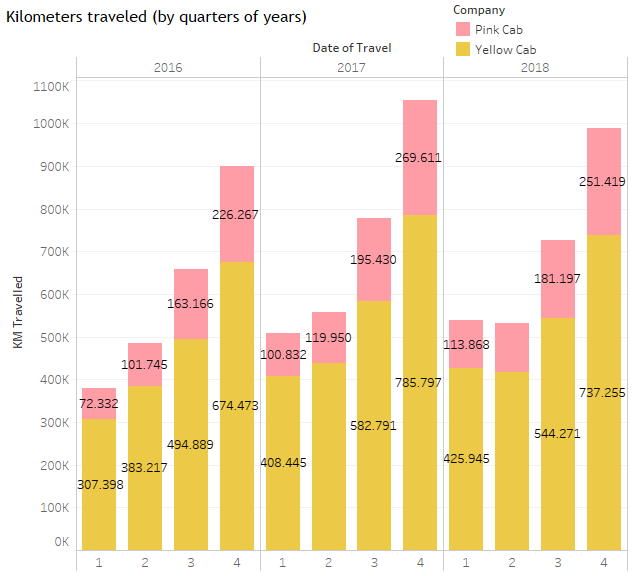 Kilometers traveled (by quarters of years)
Company
Pink Cab
Yellow Cab
Date of Travel
2016 2017 2018
KM Travelled
1100K
1000K
900K
800K
700K
600K
500K
400K
300K
200K
100K
0K
72.332 101.745 163.166 226.267 100.832 119.950 195.430 269.611 113.868 181.197 251.419
307.398 383.217 494.889 674.473 408.445 582.791 785.797 425.945 544.271 737.255
1 2 3 4 1 2 3 4 1 2 3 4